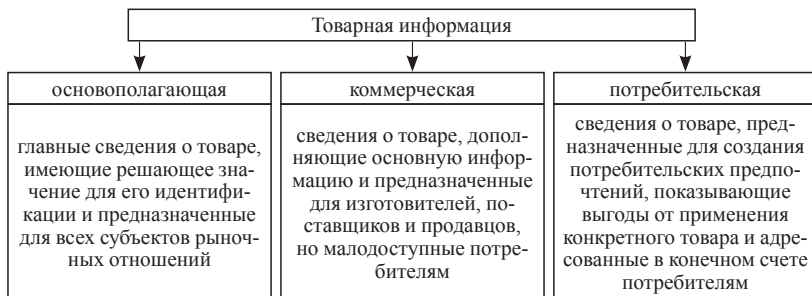 Товарная информация
основополагающая
главные сведения о товаре,
имеющие решающее зна-
чение для его идентифи-
кации и предназначенные
для всех субъектов рыноч-
ных отношений
коммерческая
сведения о товаре, допол-
няющие основную инфор-
мацию и предназначенные
для изготовителей, по-
ставщиков и продавцов,
но малодоступные потре-
бителям
потребительская
сведения о товаре, пред-
назначенные для создания
потребительских предпо-
чтений, показывающие
выгоды от применения
конкретного товара и адре-
сованные в конечном счете
потребителям